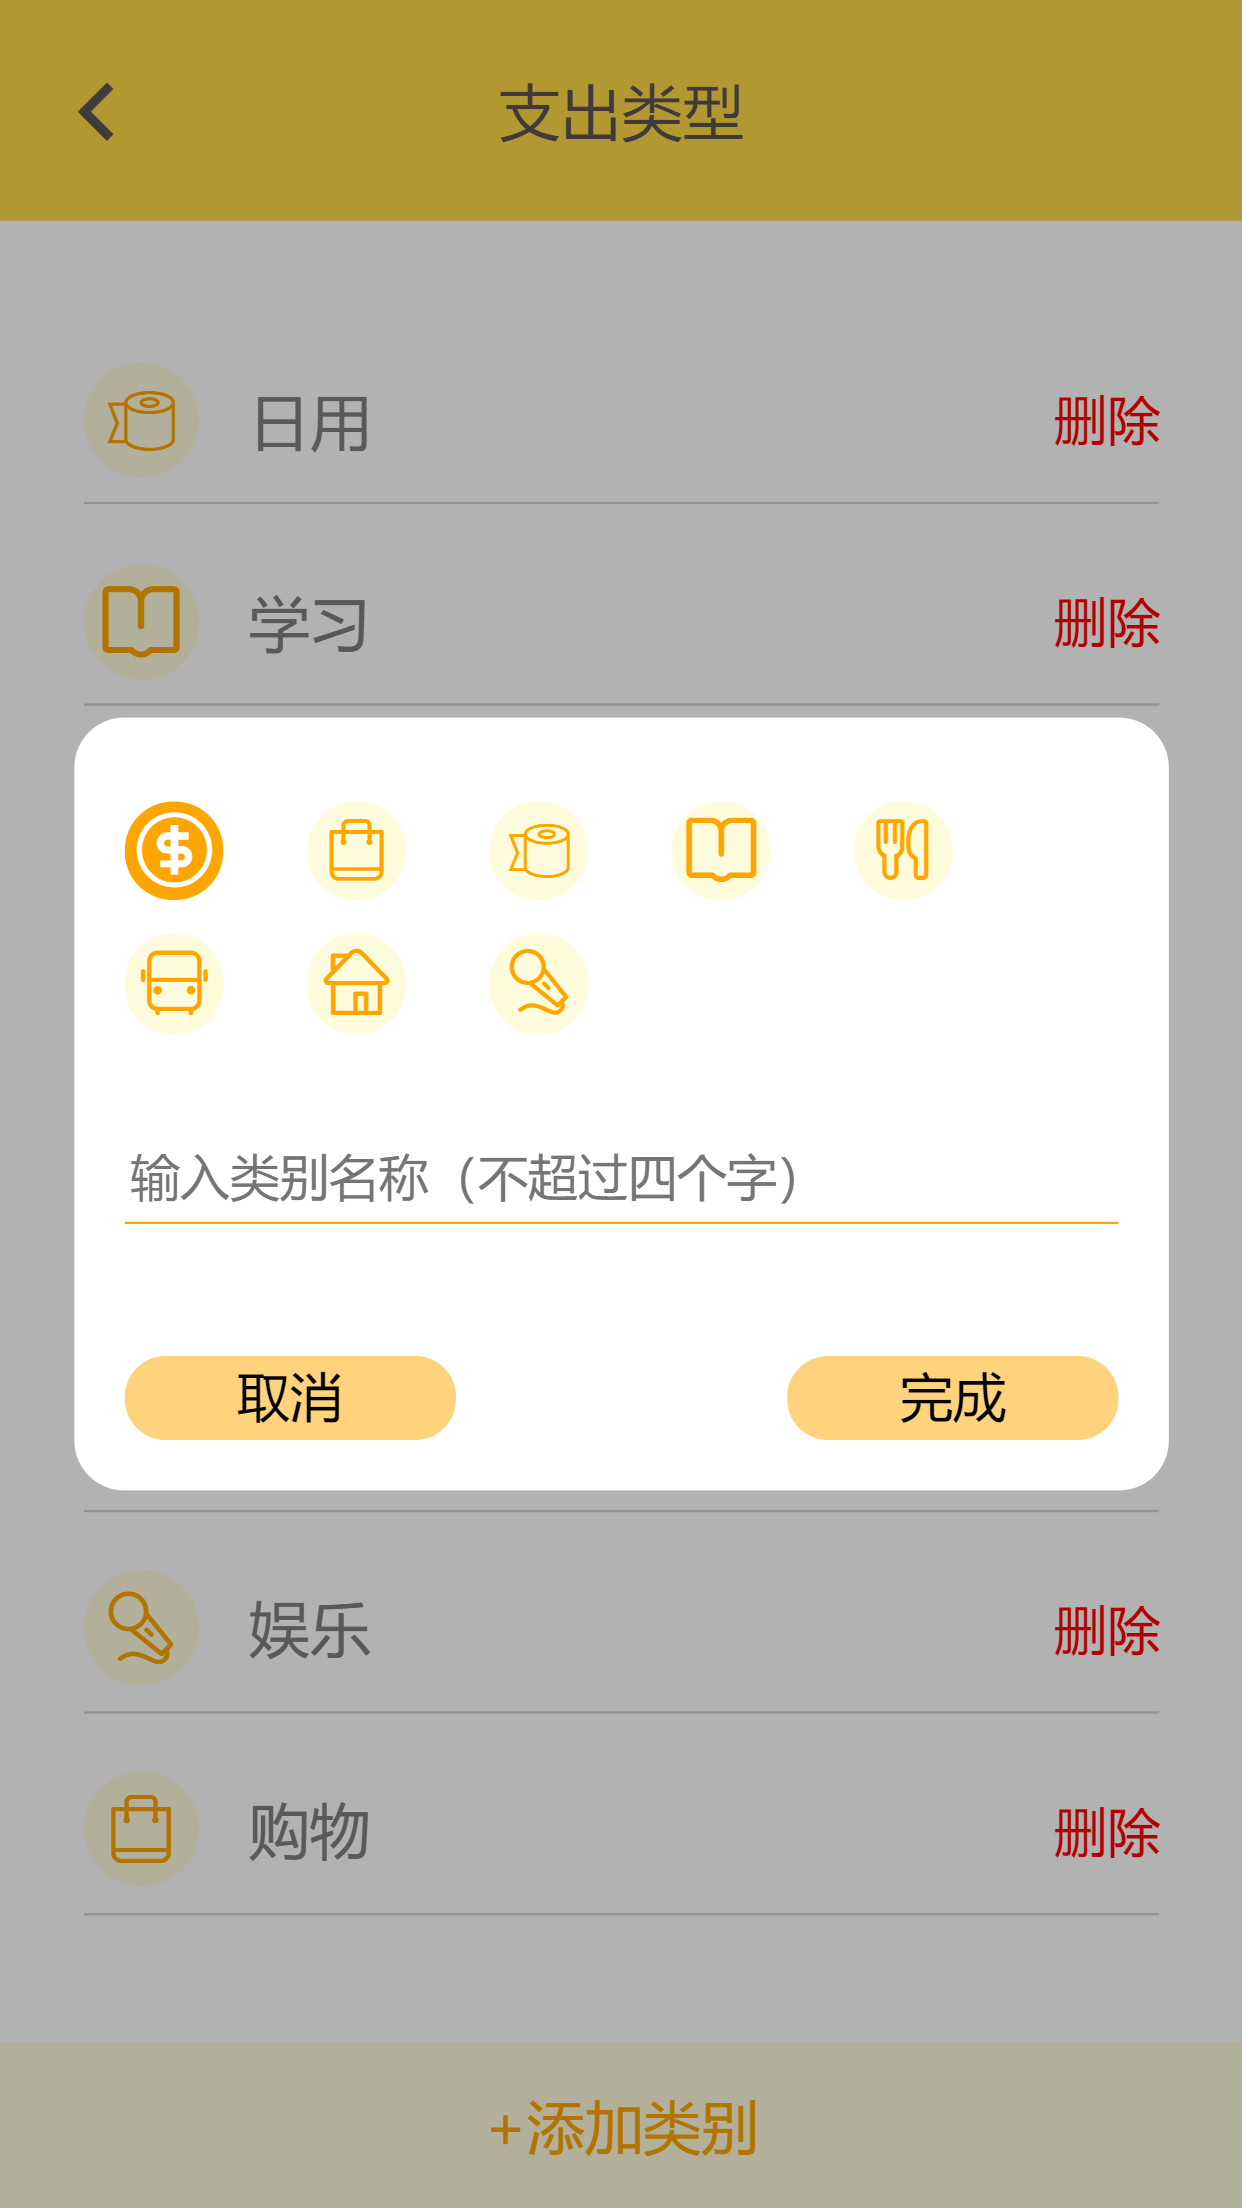 支出类型
日用
删除
学习
删除
输入类别名称（不超过四个字）
取消
完成
娱乐
删除
购物
删除
+添加类别